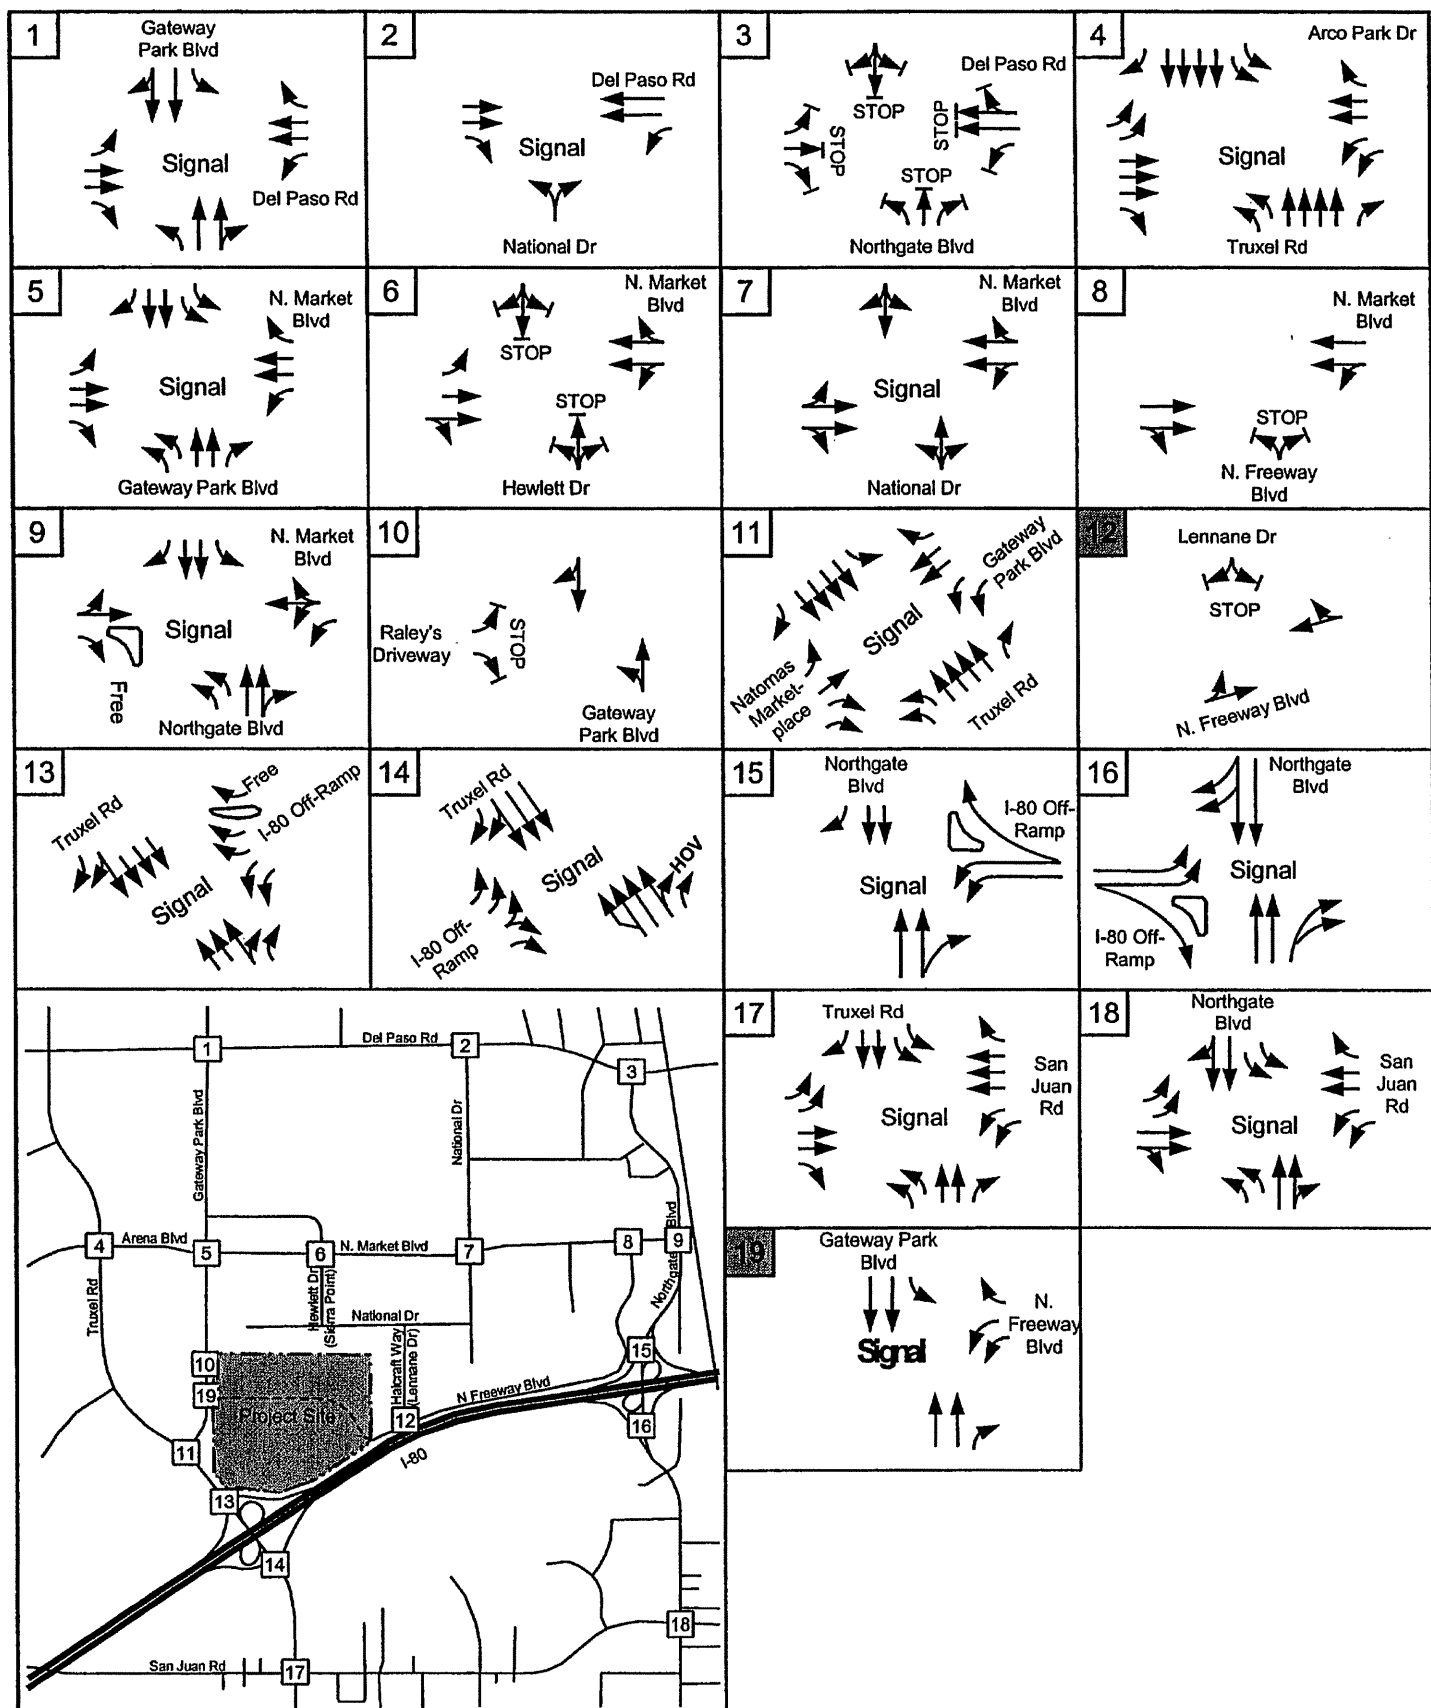 1
Gateway
Park Blvd
Signal
Del Paso Rd
2
Del Paso Rd
Signal
National Dr
3
Del Paso Rd
STOP
STOP
STOP
STOP
Northgate Blvd
4
Arco Park Dr
Signal
Truxel Rd
5
N. Market
Blvd
Signal
Gateway Park Blvd
6
N. Market
Blvd
STOP
STOP
Hewlett Dr
7
N. Market
Blvd
Signal
National Dr
8
N. Market
Blvd
STOP
N. Freeway
Blvd
9
N. Market
Blvd
Signal
Free
Northgate Blvd
10
Raley's
Driveway
STOP
Gateway
Park Blvd
11
Gateway
Park Blvd
Signal
Natomas
Market-
place
Truxel Rd
12
Lennane Dr
STOP
N. Freeway Blvd
13
Truxel Rd
Free
I-80 Off-Ramp
Signal
14
Truxel Rd
Signal
HOV
I-80 Off-
Ramp
15
Northgate
Blvd
I-80 Off-
Ramp
Signal
16
Northgate
Blvd
Signal
I-80 Off-
Ramp
17
Truxel Rd
San
Juan
Rd
Signal
18
Northgate
Blvd
San
Juan
Rd
Signal
19
Gateway Park
Blvd
N.
Freeway
Blvd
Signal
1
Del Paso Rd
2
3
Gateway Park Blvd
National Dr
4
Arena Blvd
5
6
N. Market Blvd
7
8
9
Northgate Blvd
Truxel Rd
Hewlett Dr
(Sierra Point)
National Dr
Halcraft Way
(Lennane Dr)
N Freeway Blvd
10
19
Project Site
11
12
15
16
I-80
13
14
18
San Juan Rd
17